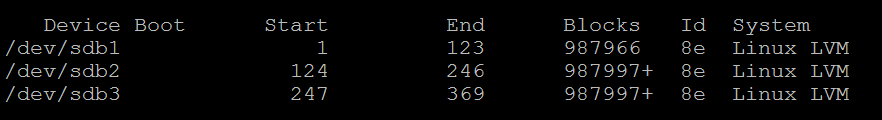 Device Boot      Start         End      Blocks   Id  System
/dev/sdb1               1         123      987966   8e  Linux LVM
/dev/sdb2             124         246      987997+  8e  Linux LVM
/dev/sdb3             247         369      987997+  8e  Linux LVM